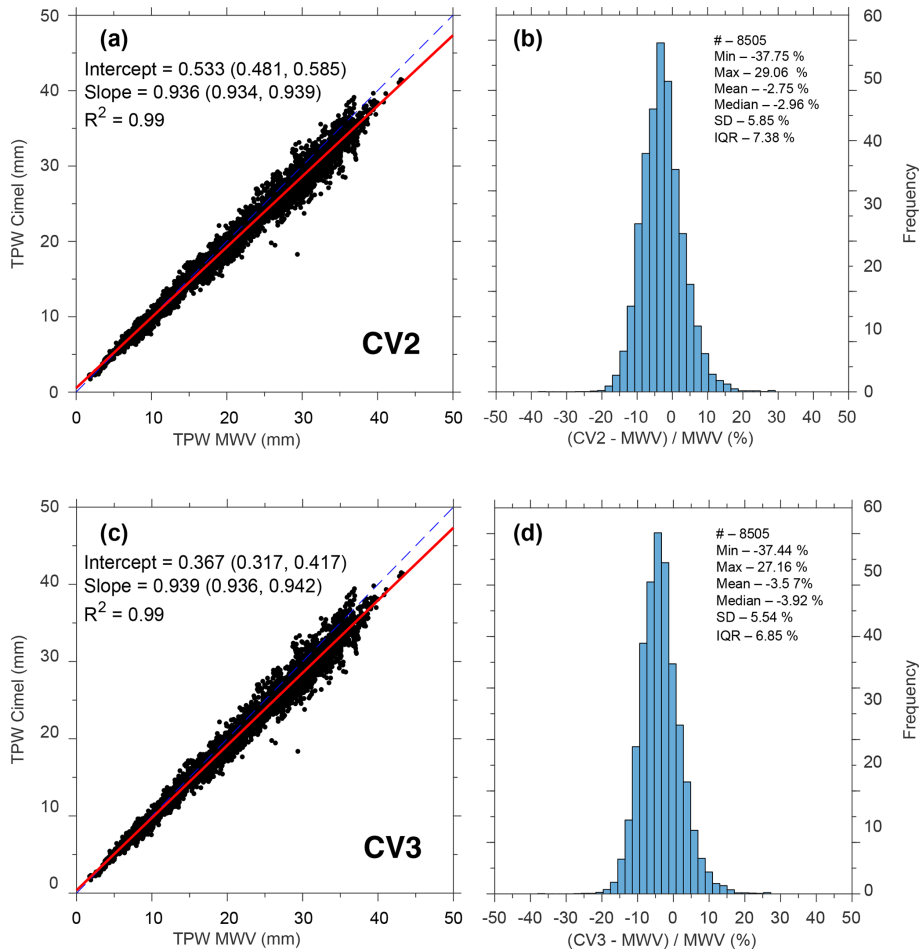 (a)
Intercept = 0.533 (0.481, 0.585)
Slope = 0.936 (0.934, 0.939)
R² = 0.99
CV2
50
40
30
20
10
0
TPW Cimel (mm)
0 10 20 30 40 50
TPW MWV (mm)
(b)
# – 8505
Min – -37.75 %
Max – 29.06 %
Mean – -2.75 %
Median – -2.96 %
SD – 5.85 %
IQR – 7.38 %
60
50
40
30
20
10
0
Frequency
-50 -40 -30 -20 -10 0 10 20 30 40 50
(CV2 - MWV) / MWV (%)
(c)
Intercept = 0.367 (0.317, 0.417)
Slope = 0.939 (0.936, 0.942)
R² = 0.99
CV3
50
40
30
20
10
0
TPW Cimel (mm)
0 10 20 30 40 50
TPW MWV (mm)
(d)
# – 8505
Min – -37.44 %
Max – 27.16 %
Mean – -3.5 7%
Median – -3.92 %
SD – 5.54 %
IQR – 6.85 %
60
50
40
30
20
10
0
Frequency
-50 -40 -30 -20 -10 0 10 20 30 40 50
(CV3 - MWV) / MWV (%)